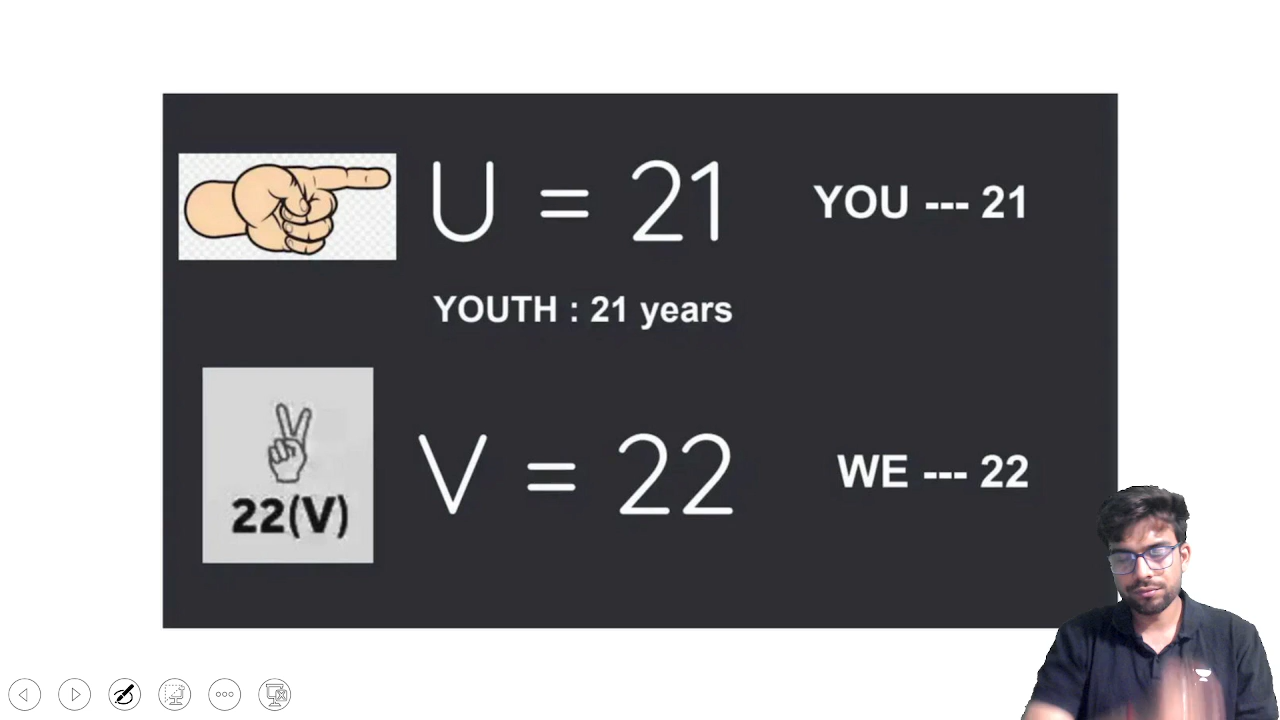 U = 21
YOU --- 21
YOUTH : 21 years
22(V)
V = 22
WE --- 22